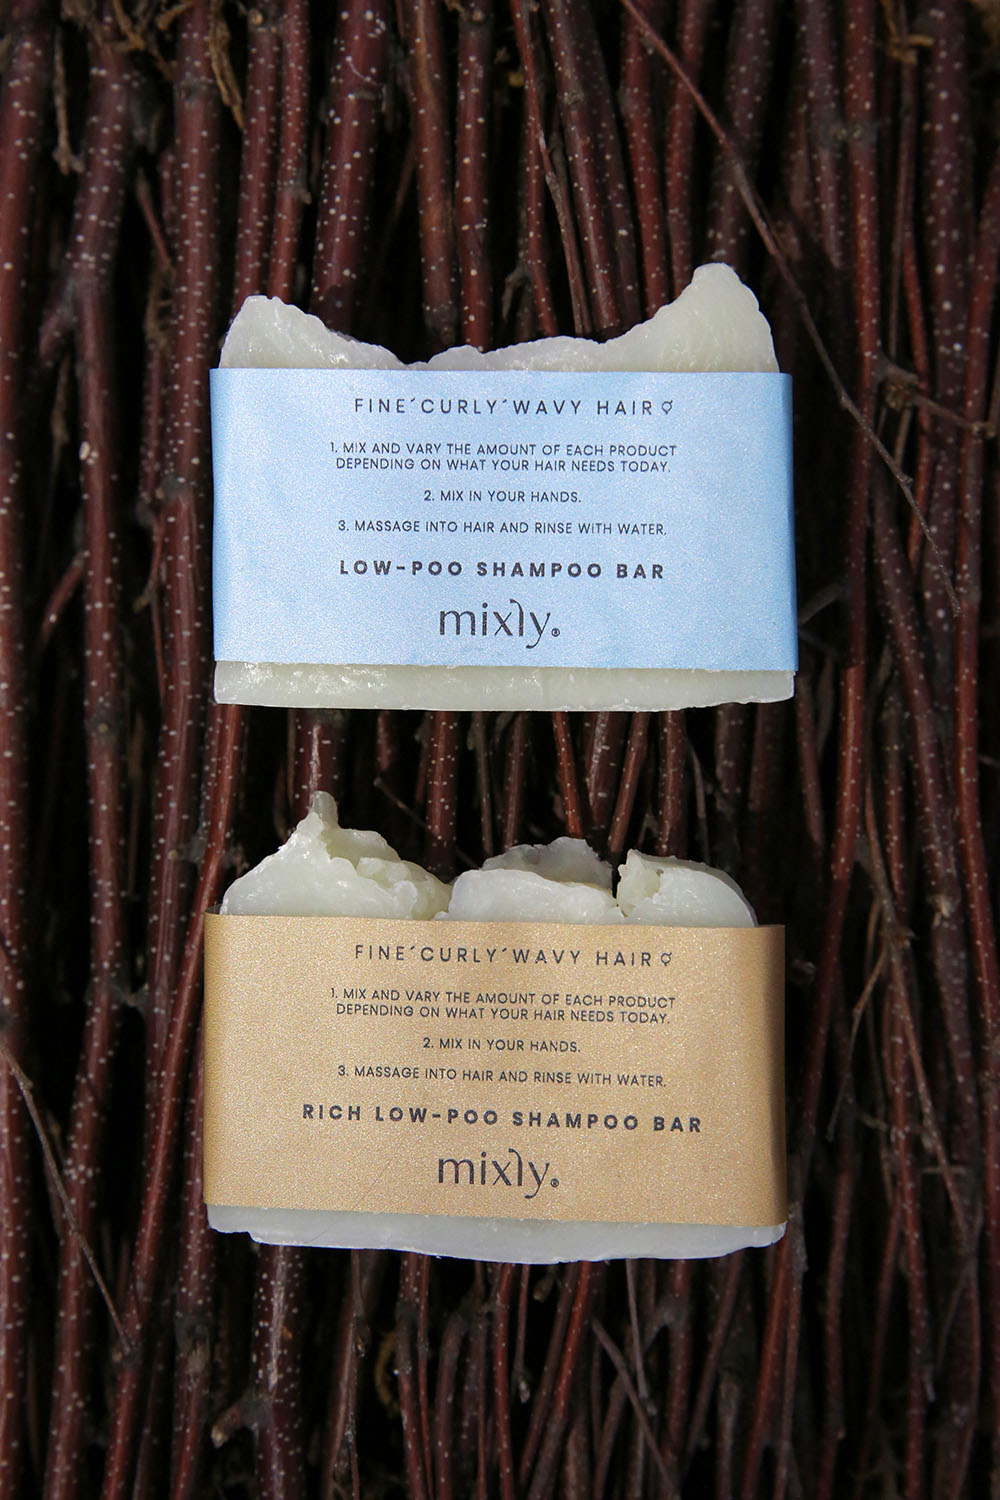 FINE´CURLY´WAVY HAIR
1. MIX AND VARY THE AMOUNT OF EACH PRODUCT
DEPENDING ON WHAT YOUR HAIR NEEDS TODAY.
2. MIX IN YOUR HANDS.
3. MASSAGE INTO HAIR AND RINSE WITH WATER.
LOW-POO SHAMPOO BAR
mixly®
FINE´CURLY´WAVY HAIR
1. MIX AND VARY THE AMOUNT OF EACH PRODUCT
DEPENDING ON WHAT YOUR HAIR NEEDS TODAY.
2. MIX IN YOUR HANDS.
3. MASSAGE INTO HAIR AND RINSE WITH WATER.
RICH LOW-POO SHAMPOO BAR
mixly®